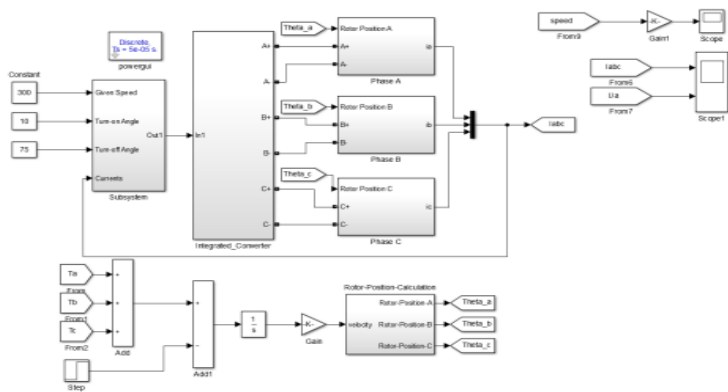 Discrete,
Ts = 5e-05 s.
powergui
Constant
300
10
75
Given Speed
Turn-on Angle
Turn-off Angle
Currents
Out1
Subsystem
In1
A+
A-
B+
B-
C+
C-
Integrated_Converter
Theta_a
Rotor Position A
A+
A-
ia
Phase A
Theta_b
Rotor Position B
B+
B-
ib
Phase B
Theta_c
Rotor Position C
C+
C-
ic
Phase C
Iabc
speed
From9
-K-
Gain1
Scope
Iabc
From6
Ua
From7
Scope1
Ta
From
Tb
From1
Tc
From2
+
+
+
Add
Step
+
−
Add1
1
s
-K-
Gain
Rotor-Position-Calculation
velocity
Rotor-Position-A
Rotor-Position-B
Rotor-Position-C
Theta_a
Theta_b
Theta_c